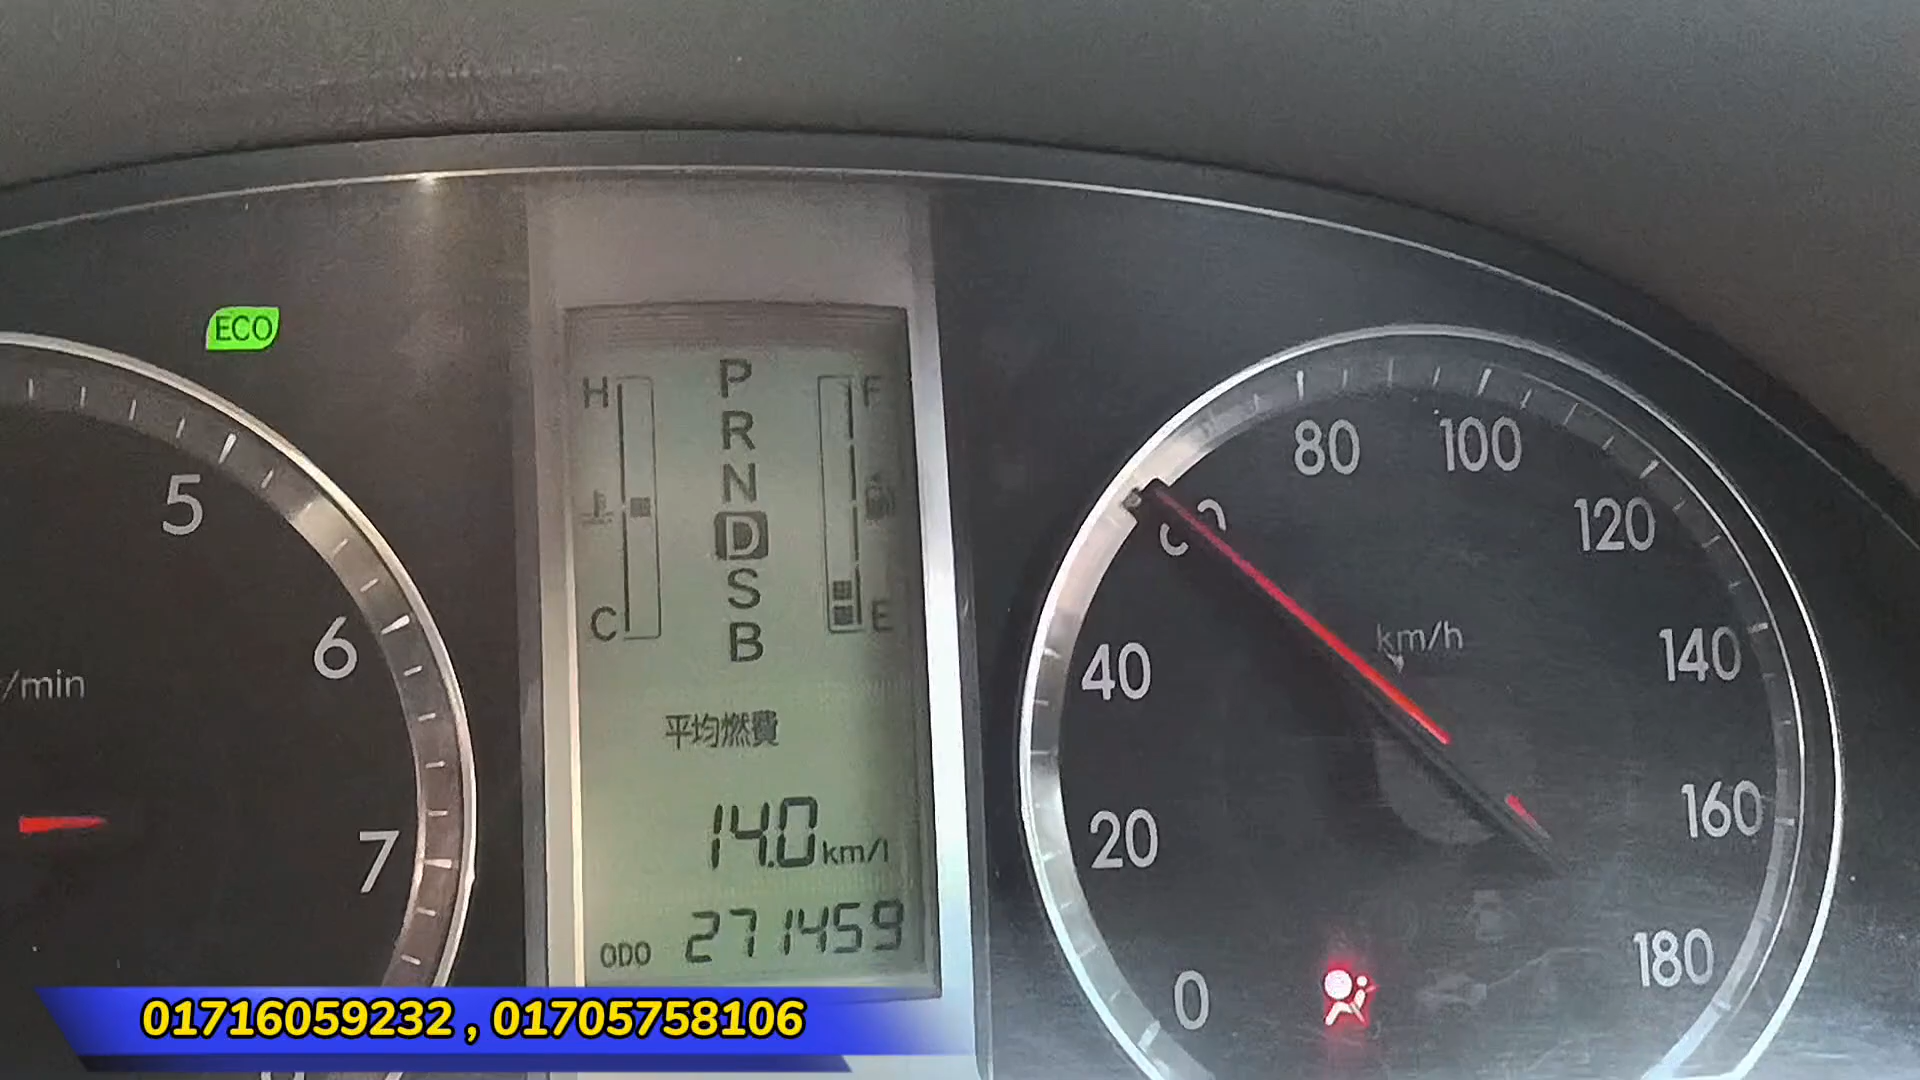 ECO
5
6
7
/min
H
C
P
R
N
D
S
B
F
E
平均燃費
14.0 km/l
ODO 271459
0
20
40
80
100
120
140
160
180
km/h
01716059232 , 01705758106